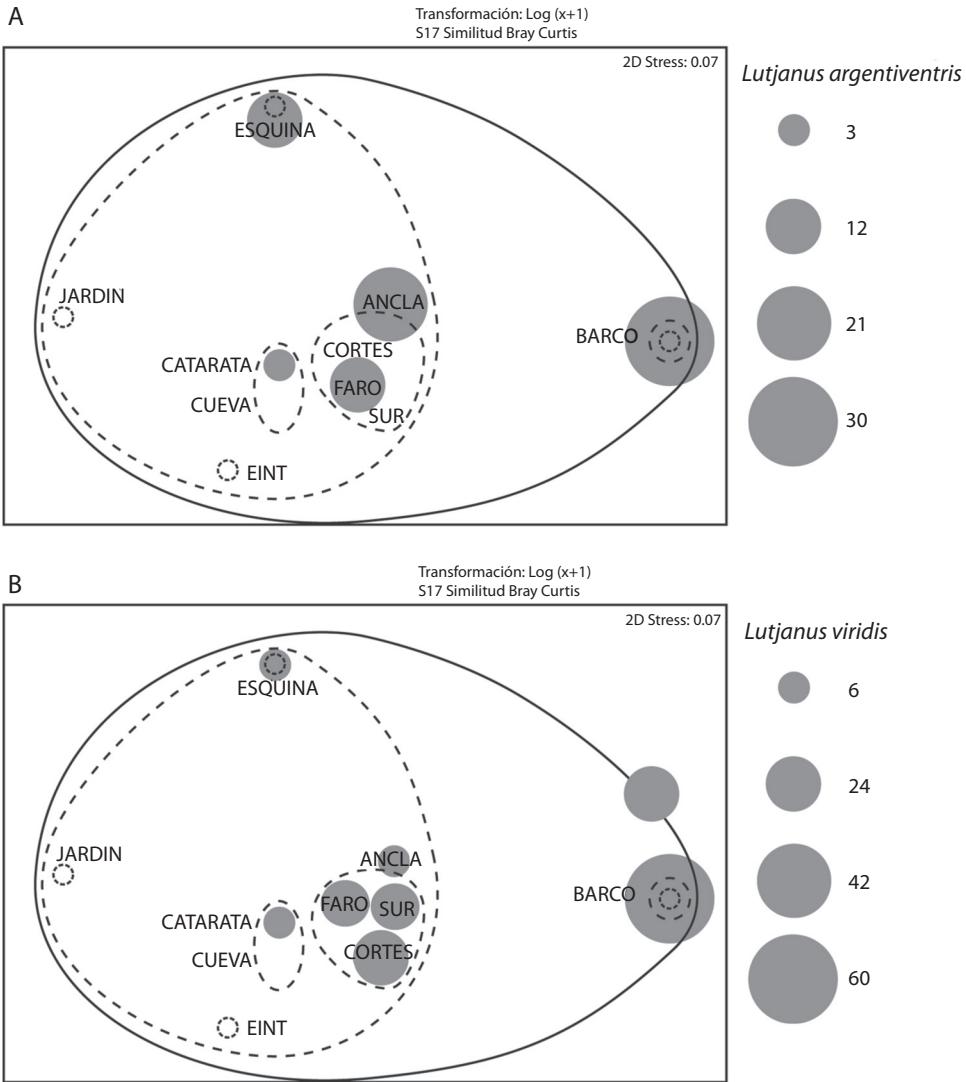 A
Transformación: Log (x+1)
S17 Similitud Bray Curtis
2D Stress: 0.07
Lutjanus argentiventris
3
12
21
30
ESQUINA
JARDIN
ANCLA
BARCO
CORTES
CATARATA
FARO
CUEVA
SUR
EINT
B
Transformación: Log (x+1)
S17 Similitud Bray Curtis
2D Stress: 0.07
Lutjanus viridis
6
24
42
60
ESQUINA
JARDIN
ANCLA
BARCO
FARO
SUR
CATARATA
CORTES
CUEVA
EINT